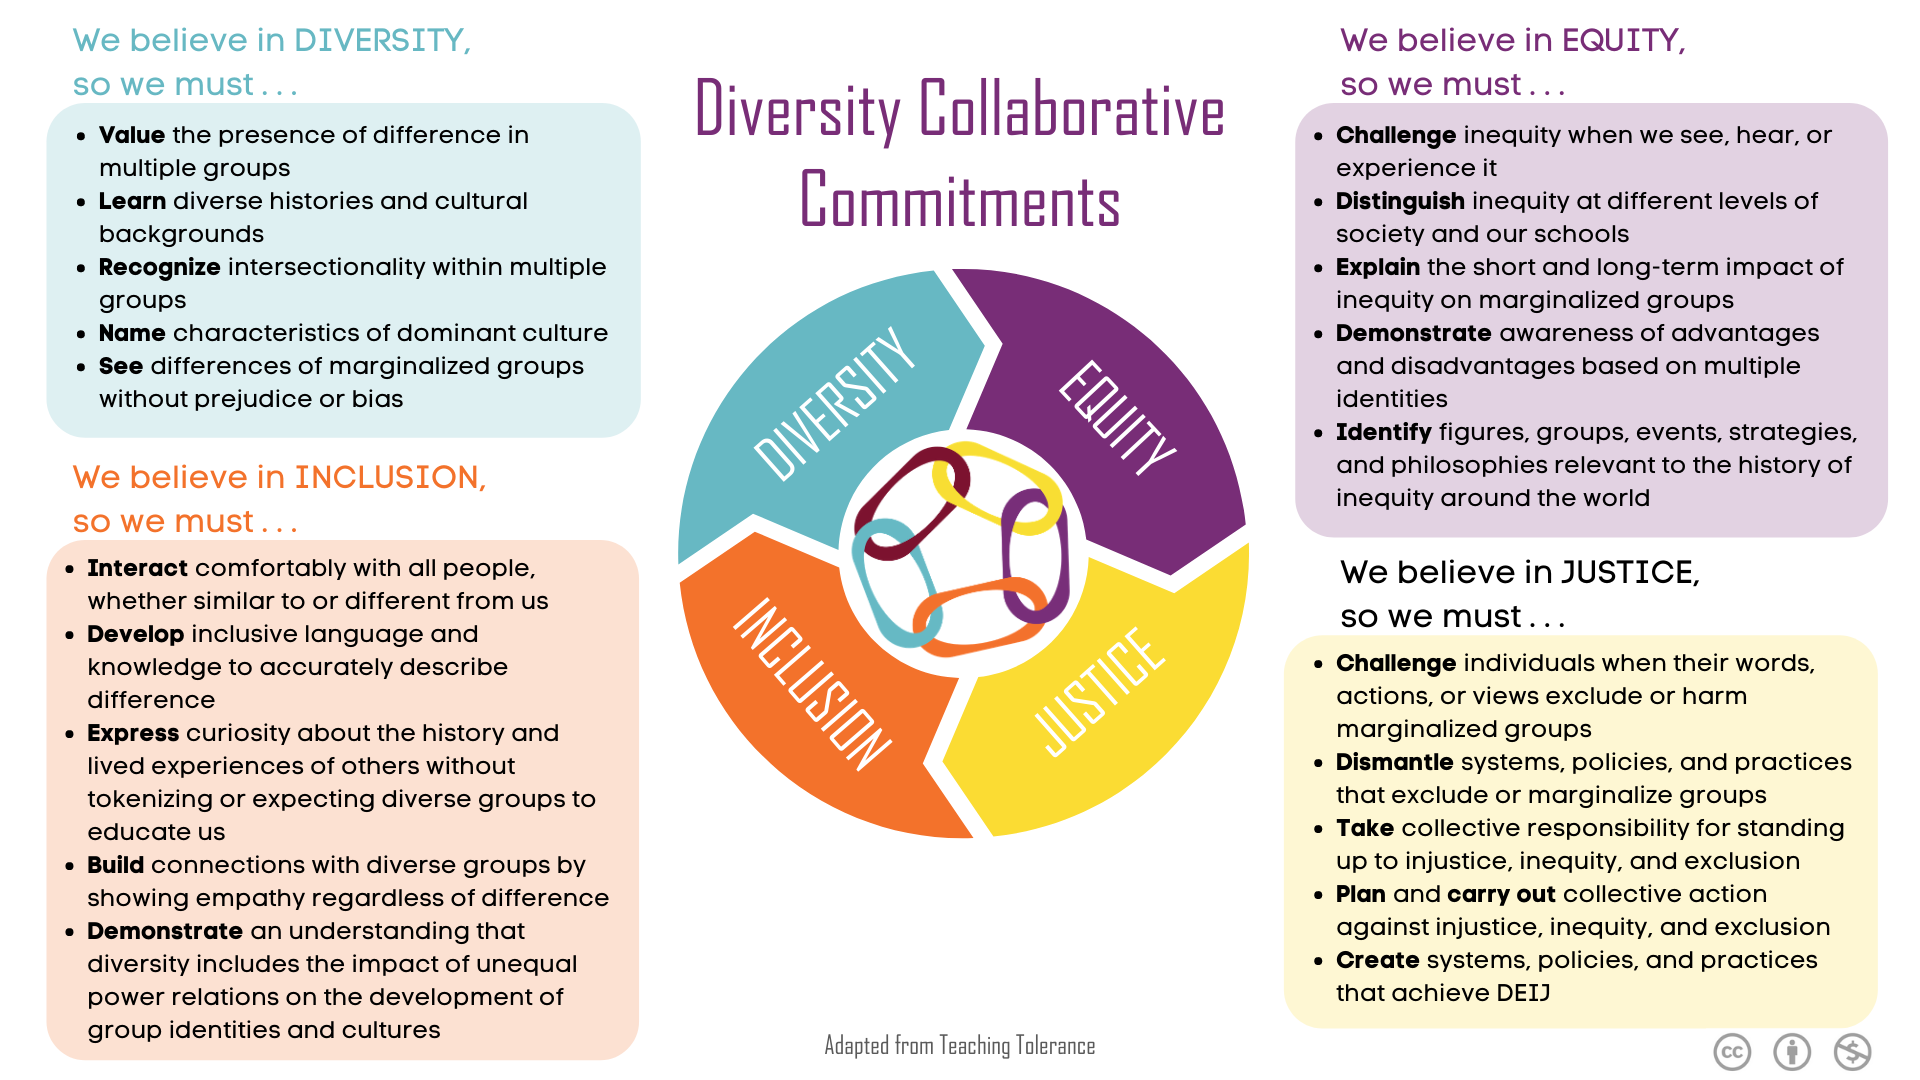 We believe in DIVERSITY,
so we must . . .
• Value the presence of difference in
multiple groups
• Learn diverse histories and cultural
backgrounds
• Recognize intersectionality within multiple
groups
• Name characteristics of dominant culture
• See differences of marginalized groups
without prejudice or bias
We believe in INCLUSION,
so we must . . .
• Interact comfortably with all people,
whether similar to or different from us
• Develop inclusive language and
knowledge to accurately describe
difference
• Express curiosity about the history and
lived experiences of others without
tokenizing or expecting diverse groups to
educate us
• Build connections with diverse groups by
showing empathy regardless of difference
• Demonstrate an understanding that
diversity includes the impact of unequal
power relations on the development of
group identities and cultures
Diversity Collaborative
Commitments
DIVERSITY
EQUITY
INCLUSION
JUSTICE
Adapted from Teaching Tolerance
We believe in EQUITY,
so we must . . .
• Challenge inequity when we see, hear, or
experience it
• Distinguish inequity at different levels of
society and our schools
• Explain the short and long-term impact of
inequity on marginalized groups
• Demonstrate awareness of advantages
and disadvantages based on multiple
identities
• Identify figures, groups, events, strategies,
and philosophies relevant to the history of
inequity around the world
We believe in JUSTICE,
so we must . . .
• Challenge individuals when their words,
actions, or views exclude or harm
marginalized groups
• Dismantle systems, policies, and practices
that exclude or marginalize groups
• Take collective responsibility for standing
up to injustice, inequity, and exclusion
• Plan and carry out collective action
against injustice, inequity, and exclusion
• Create systems, policies, and practices
that achieve DEIJ
cc
$